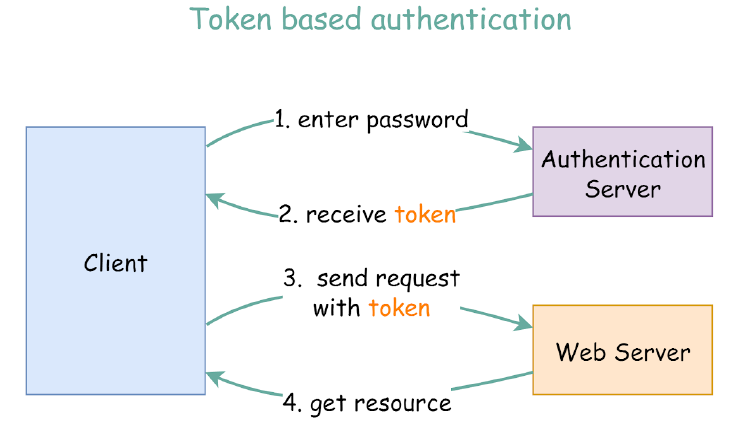 Token based authentication
1. enter password
Authentication
Server
2. receive token
Client
3. send request
with token
Web Server
4. get resource